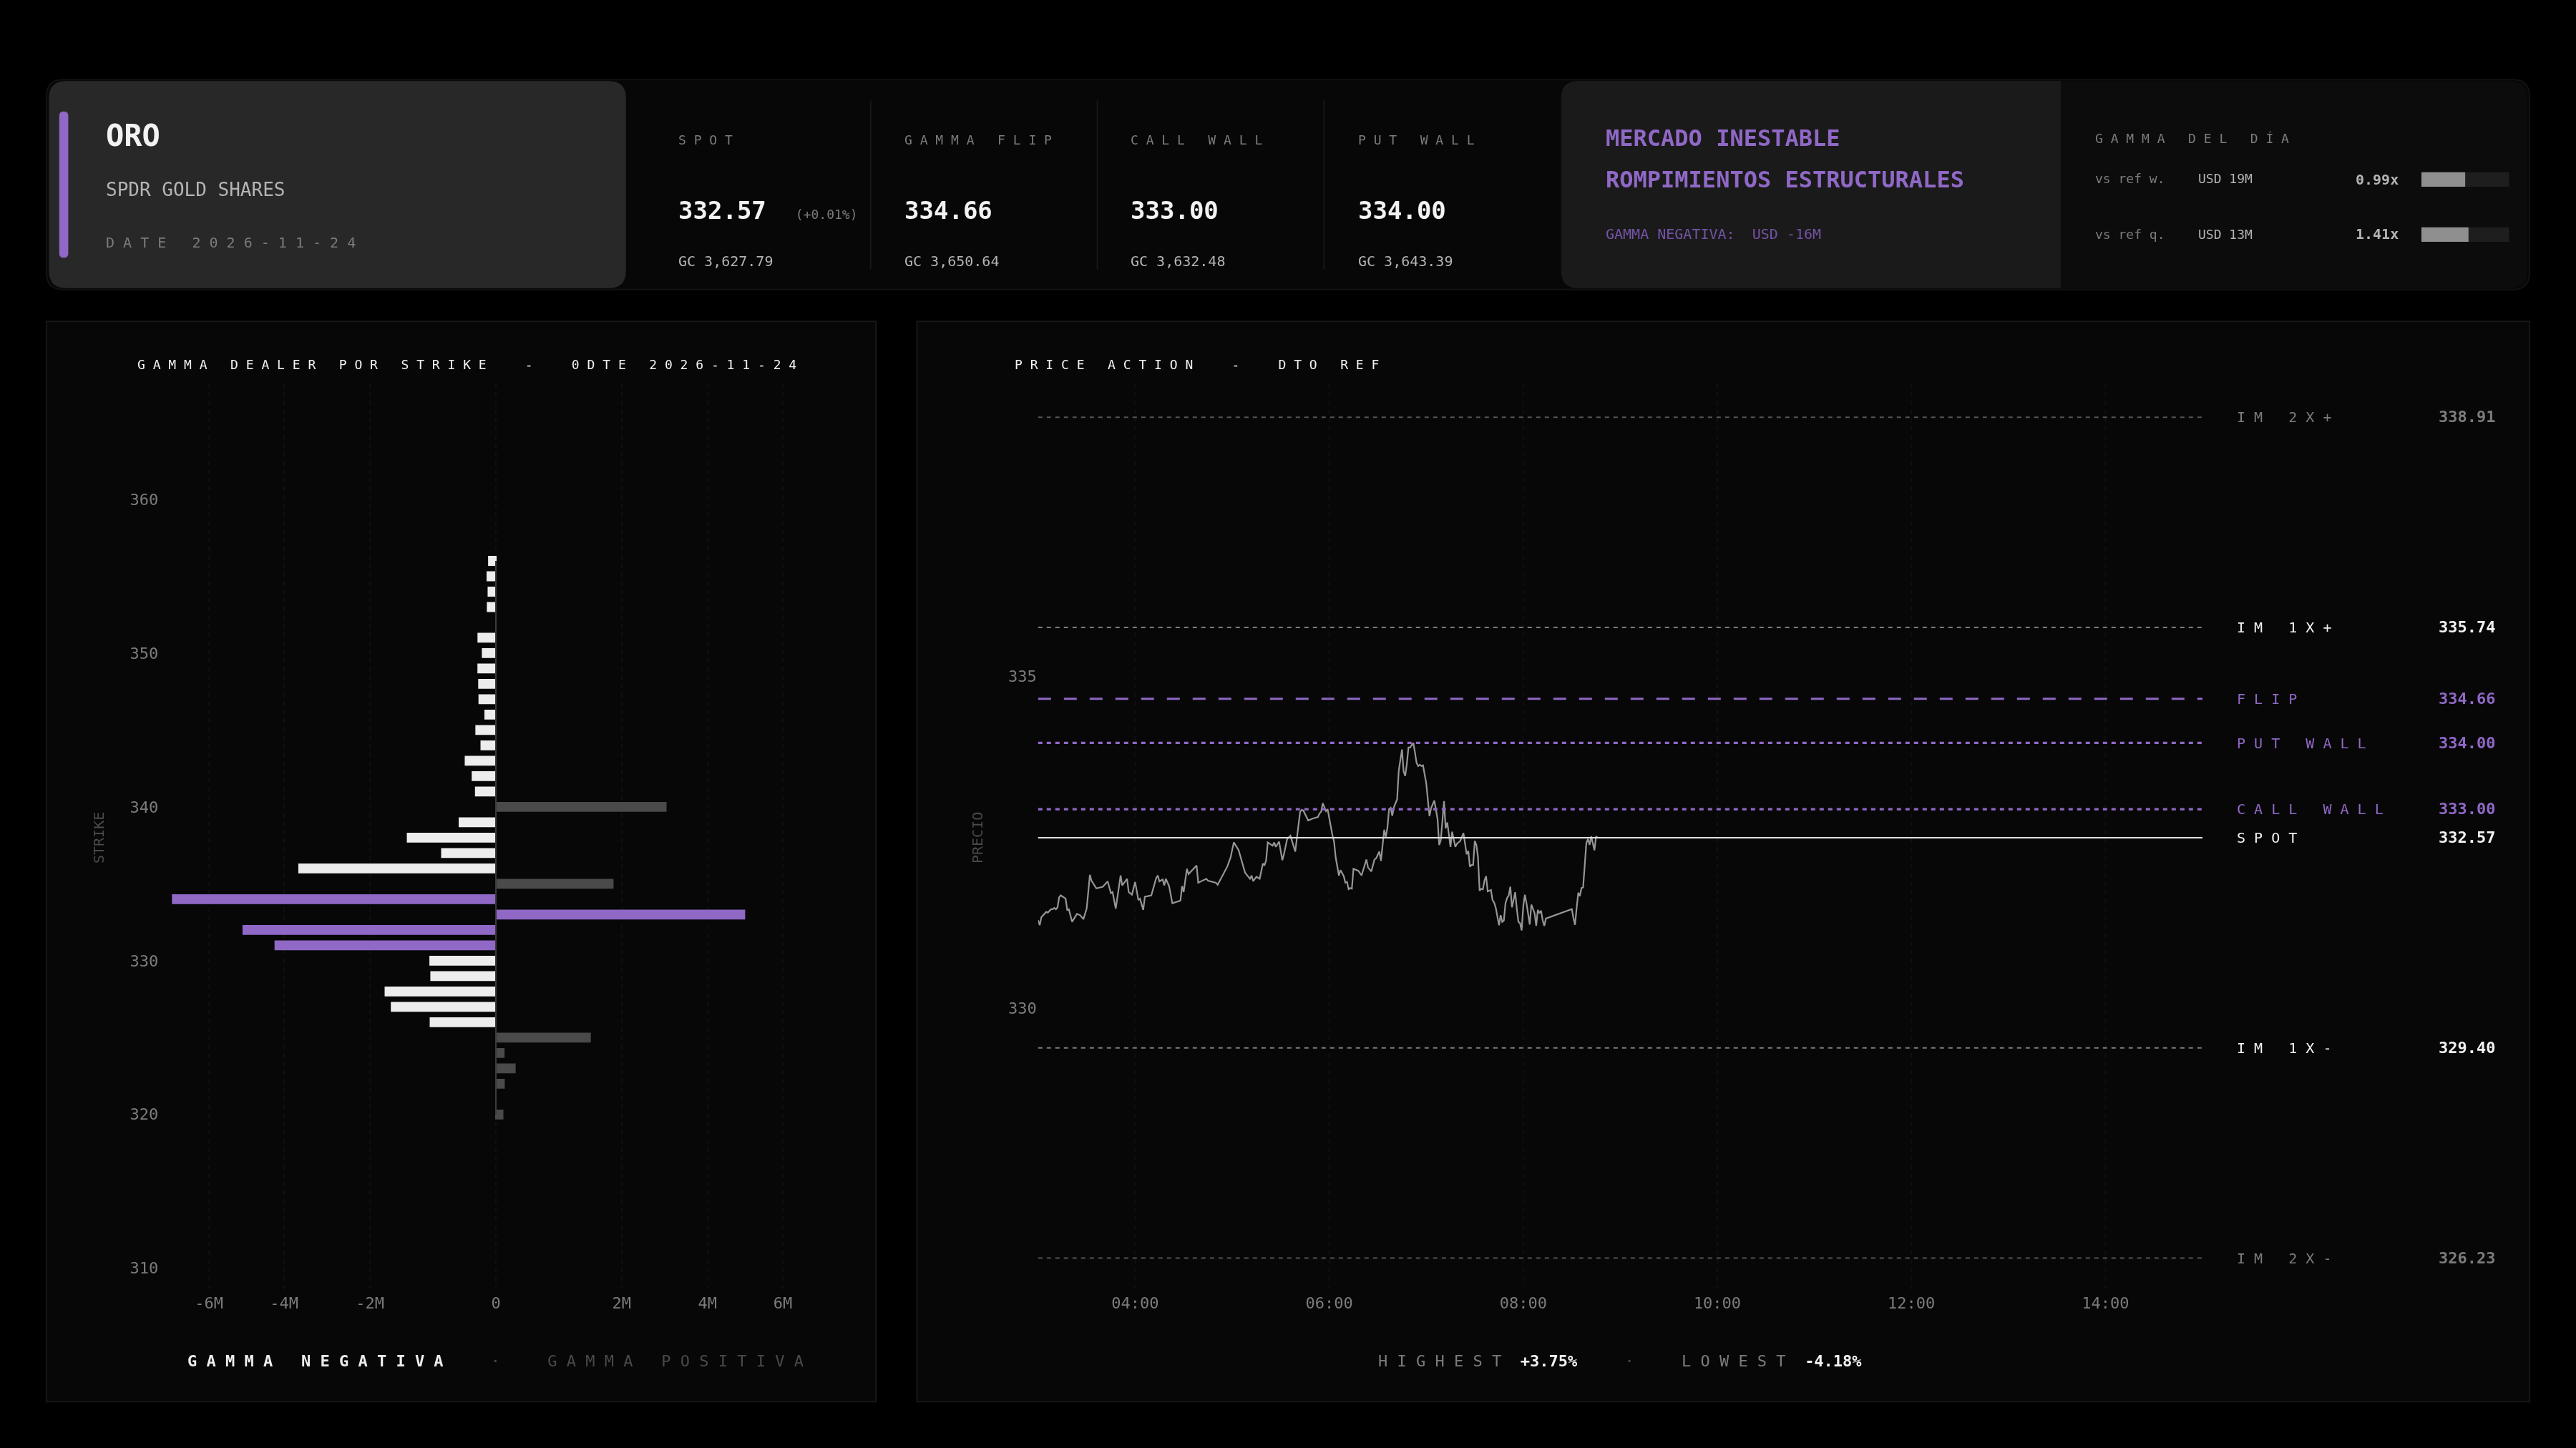 ORO
SPDR GOLD SHARES
DATE 2026-11-24
SPOT
332.57 (+0.01%)
GC 3,627.79
GAMMA FLIP
334.66
GC 3,650.64
CALL WALL
333.00
GC 3,632.48
PUT WALL
334.00
GC 3,643.39
MERCADO INESTABLE
ROMPIMIENTOS ESTRUCTURALES
GAMMA NEGATIVA: USD -16M
GAMMA DEL DÍA
vs ref w. USD 19M 0.99x
vs ref q. USD 13M 1.41x
GAMMA DEALER POR STRIKE - 0DTE 2026-11-24
STRIKE
360
350
340
330
320
310
-6M -4M -2M 0 2M 4M 6M
GAMMA NEGATIVA · GAMMA POSITIVA
PRICE ACTION - DTO REF
PRECIO
335
330
IM 2X+ 338.91
IM 1X+ 335.74
FLIP 334.66
PUT WALL 334.00
CALL WALL 333.00
SPOT 332.57
IM 1X- 329.40
IM 2X- 326.23
04:00 06:00 08:00 10:00 12:00 14:00
HIGHEST +3.75% · LOWEST -4.18%